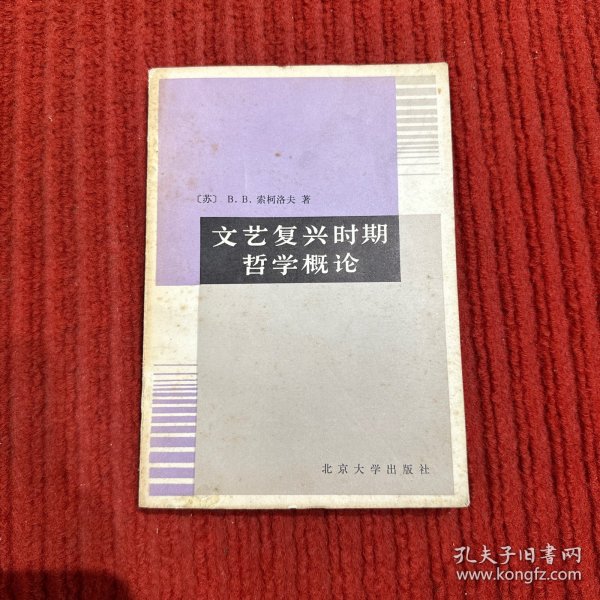 〔苏〕 B. B. 索柯洛夫 著
文艺复兴时期
哲学概论
北京大学出版社
孔夫子旧书网
www.kongfz.com